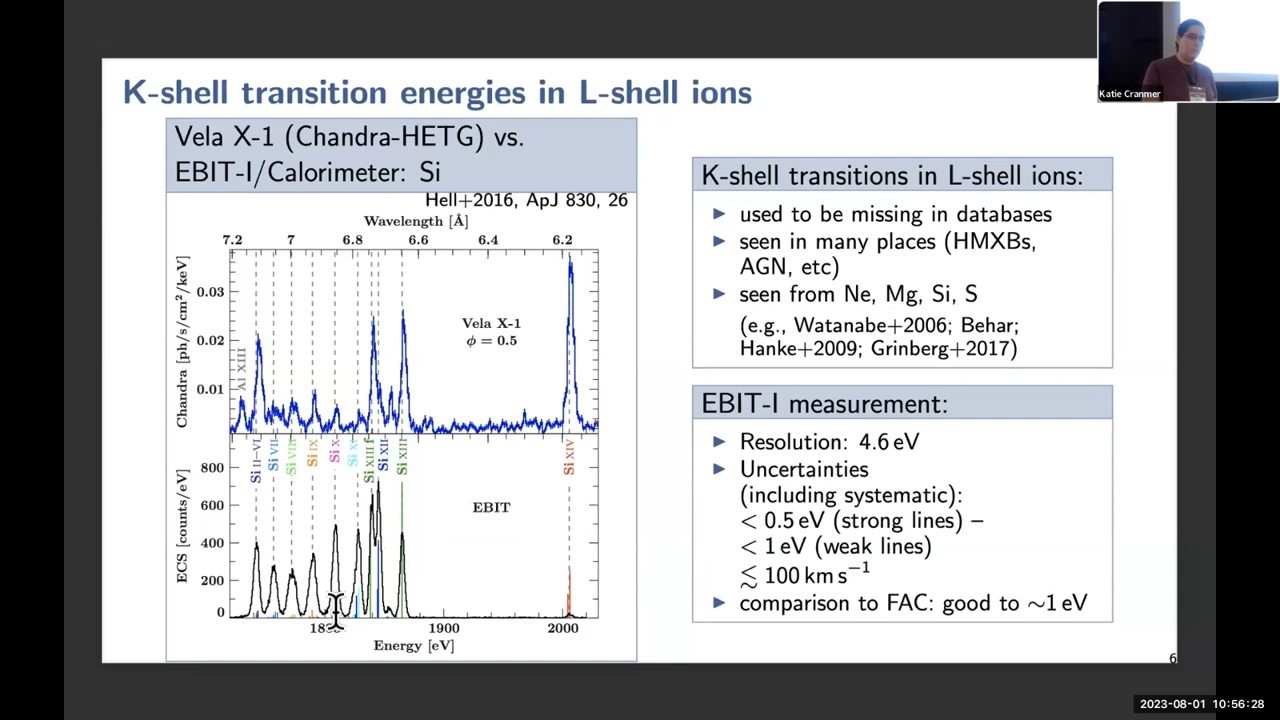 K-shell transition energies in L-shell ions
Vela X-1 (Chandra-HETG) vs.
EBIT-I/Calorimeter: Si
Hell+2016, ApJ 830, 26
Wavelength [Å]
7.2 7 6.8 6.6 6.4 6.2
Chandra [ph/s/cm²/keV]
0.03
0.02
0.01
Al XIII
Vela X-1
ϕ = 0.5
Si II–VI
Si VII
Si VIII
Si IX
Si X
Si XI
Si XIII f
Si XII
Si XIII
Si XIV
ECS [counts/eV]
800
600
400
200
0
EBIT
1900 2000
Energy [eV]
K-shell transitions in L-shell ions:
▶ used to be missing in databases
▶ seen in many places (HMXBs,
AGN, etc)
▶ seen from Ne, Mg, Si, S
(e.g., Watanabe+2006; Behar;
Hanke+2009; Grinberg+2017)
EBIT-I measurement:
▶ Resolution: 4.6 eV
▶ Uncertainties
(including systematic):
< 0.5 eV (strong lines) –
< 1 eV (weak lines)
≲ 100 km s⁻¹
▶ comparison to FAC: good to ∼1 eV
6
Katie Cranmer
2023-08-01 10:56:28